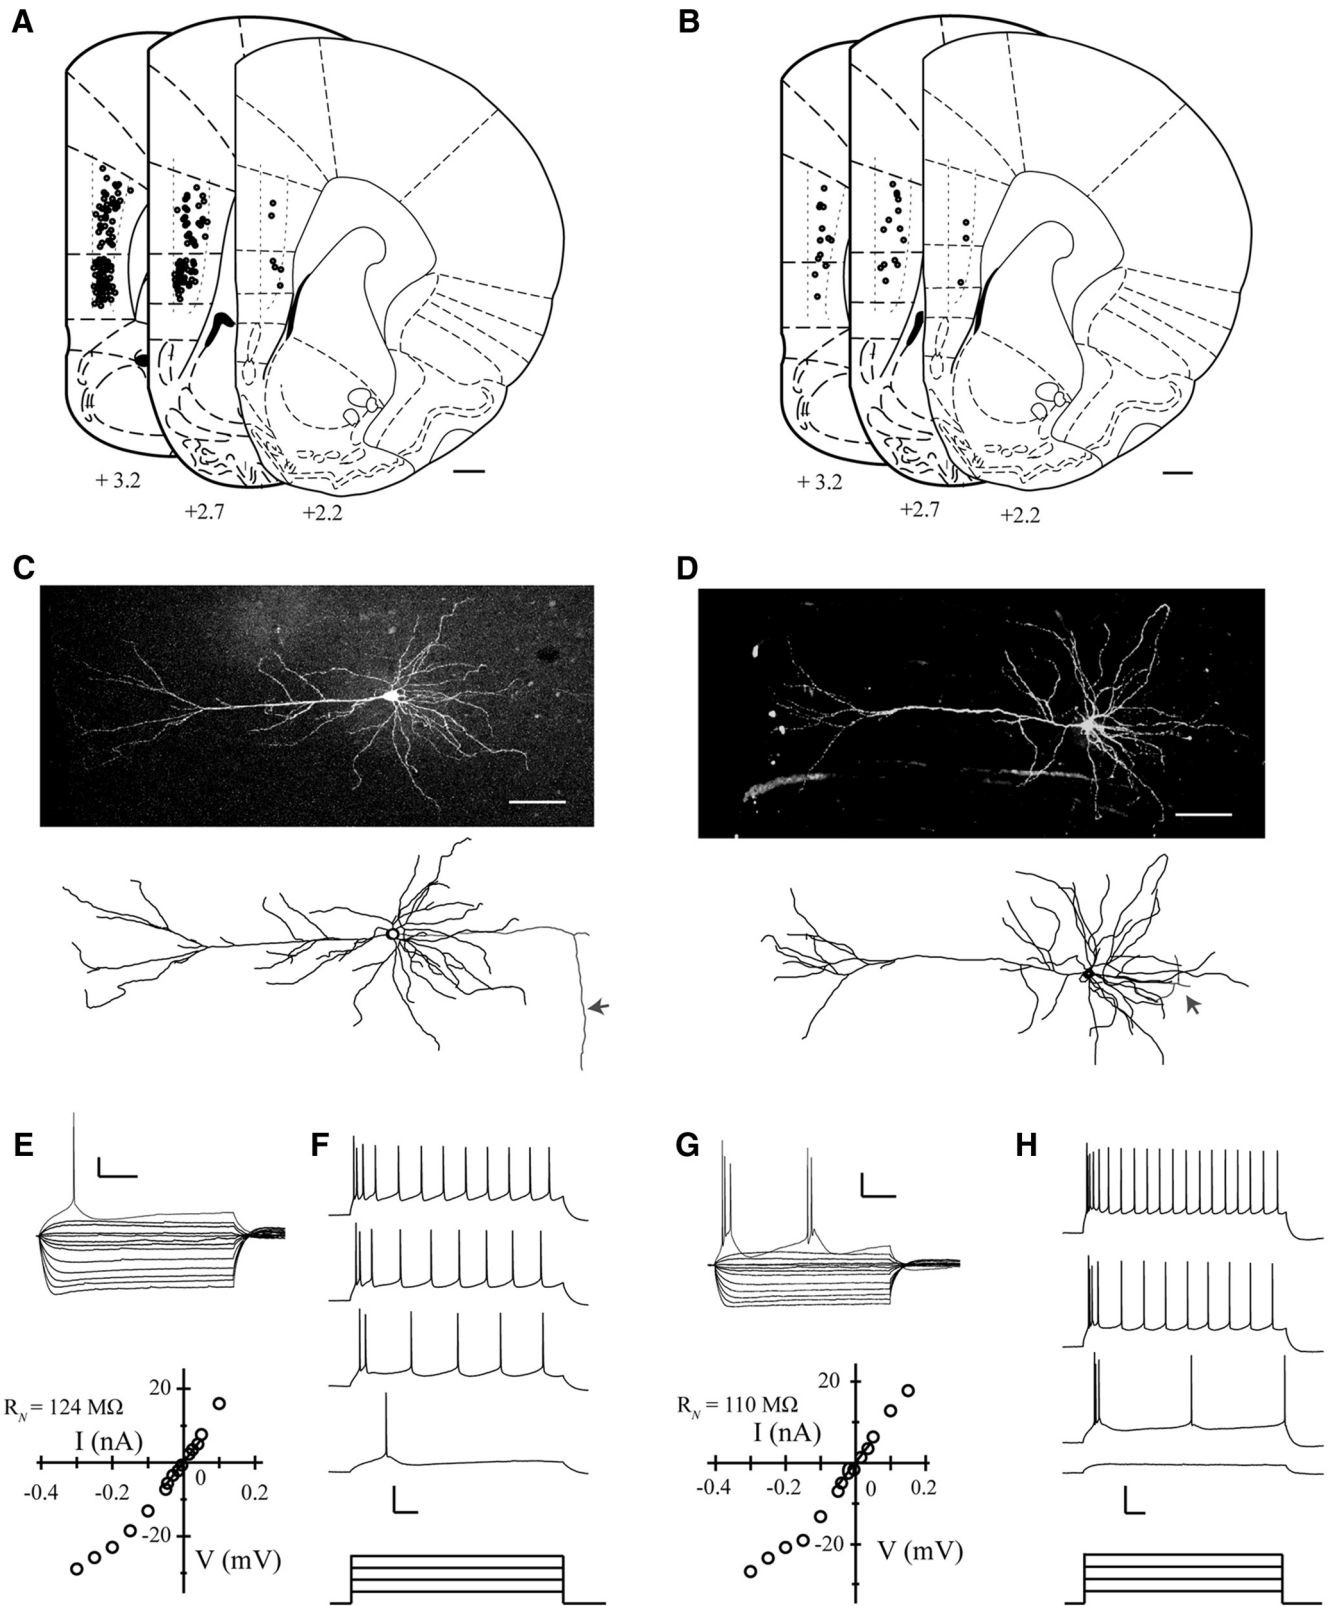 A
B
+ 3.2
+2.7
+2.2
+ 3.2
+2.7
+2.2
C
D
E
F
G
H
20
R_N = 124 MΩ
I (nA)
-0.4
-0.2
0
0.2
-20
V (mV)
20
R_N = 110 MΩ
I (nA)
-0.4
-0.2
0
0.2
-20
V (mV)